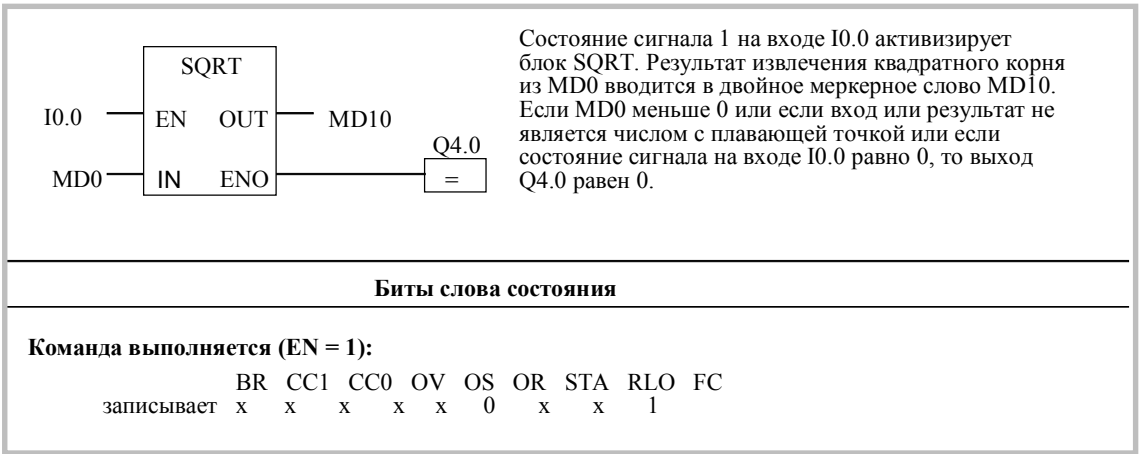 SQRT
I0.0 EN OUT MD10
Q4.0
MD0 IN ENO =
Состояние сигнала 1 на входе I0.0 активизирует
блок SQRT. Результат извлечения квадратного корня
из MD0 вводится в двойное меркерное слово MD10.
Если MD0 меньше 0 или если вход или результат не
является числом с плавающей точкой или если
состояние сигнала на входе I0.0 равно 0, то выход
Q4.0 равен 0.
Биты слова состояния
Команда выполняется (EN = 1):
BR CC1 CC0 OV OS OR STA RLO FC
записывает x x x x x 0 x x 1